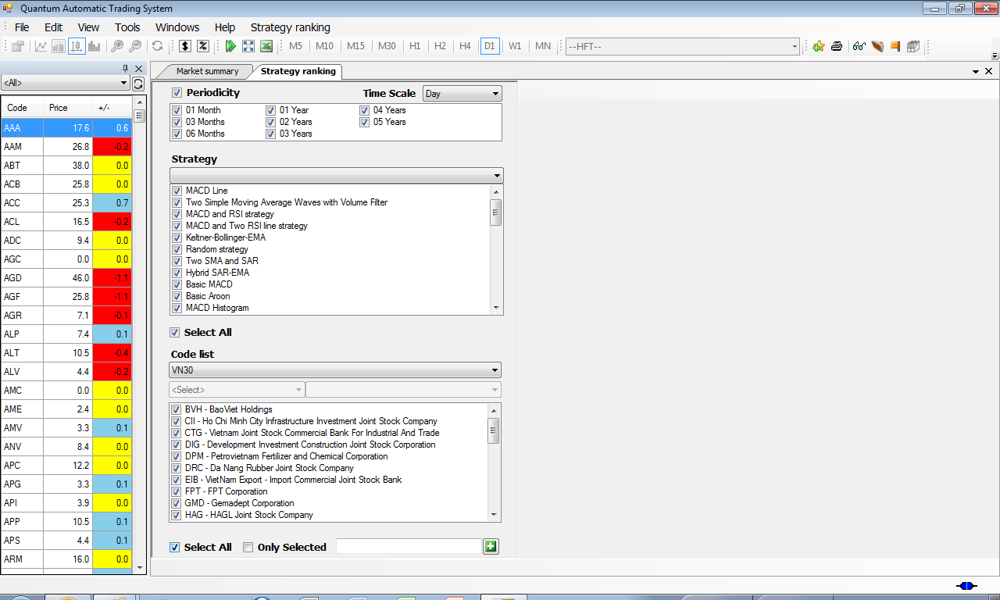 Quantum Automatic Trading System
File Edit View Tools Windows Help Strategy ranking
$ % M5 M10 M15 M30 H1 H2 H4 D1 W1 MN --HFT--
Market summary Strategy ranking
<All>
Code Price +/-
AAA 17.6 0.6
AAM 26.8 -0.2
ABT 38.0 0.0
ACB 25.8 0.0
ACC 25.3 0.7
ACL 16.5 -0.2
ADC 9.4 0.0
AGC 0.0 0.0
AGD 46.0 -1.1
AGF 25.8 -1.1
AGR 7.1 -0.1
ALP 7.4 0.1
ALT 10.5 -0.4
ALV 4.4 -0.2
AMC 0.0 0.0
AME 2.4 0.0
AMV 3.3 0.1
ANV 8.4 0.0
APC 12.2 0.0
APG 3.3 0.1
API 3.9 0.0
APP 10.5 0.1
APS 4.4 0.1
ARM 16.0 0.0
Periodicity Time Scale Day
01 Month 01 Year 04 Years
03 Months 02 Years 05 Years
06 Months 03 Years
Strategy
MACD Line
Two Simple Moving Average Waves with Volume Filter
MACD and RSI strategy
MACD and Two RSI line strategy
Keltner-Bollinger-EMA
Random strategy
Two SMA and SAR
Hybrid SAR-EMA
Basic MACD
Basic Aroon
MACD Histogram
Select All
Code list
VN30
<Select>
BVH - BaoViet Holdings
CII - Ho Chi Minh City Infrastructure Investment Joint Stock Company
CTG - Vietnam Joint Stock Commercial Bank For Industrial And Trade
DIG - Development Investment Construction Joint Stock Corporation
DPM - Petrovietnam Fertilizer and Chemical Corporation
DRC - Da Nang Rubber Joint Stock Company
EIB - VietNam Export - Import Commercial Joint Stock Bank
FPT - FPT Corporation
GMD - Gemadept Corporation
HAG - HAGL Joint Stock Company
Select All Only Selected